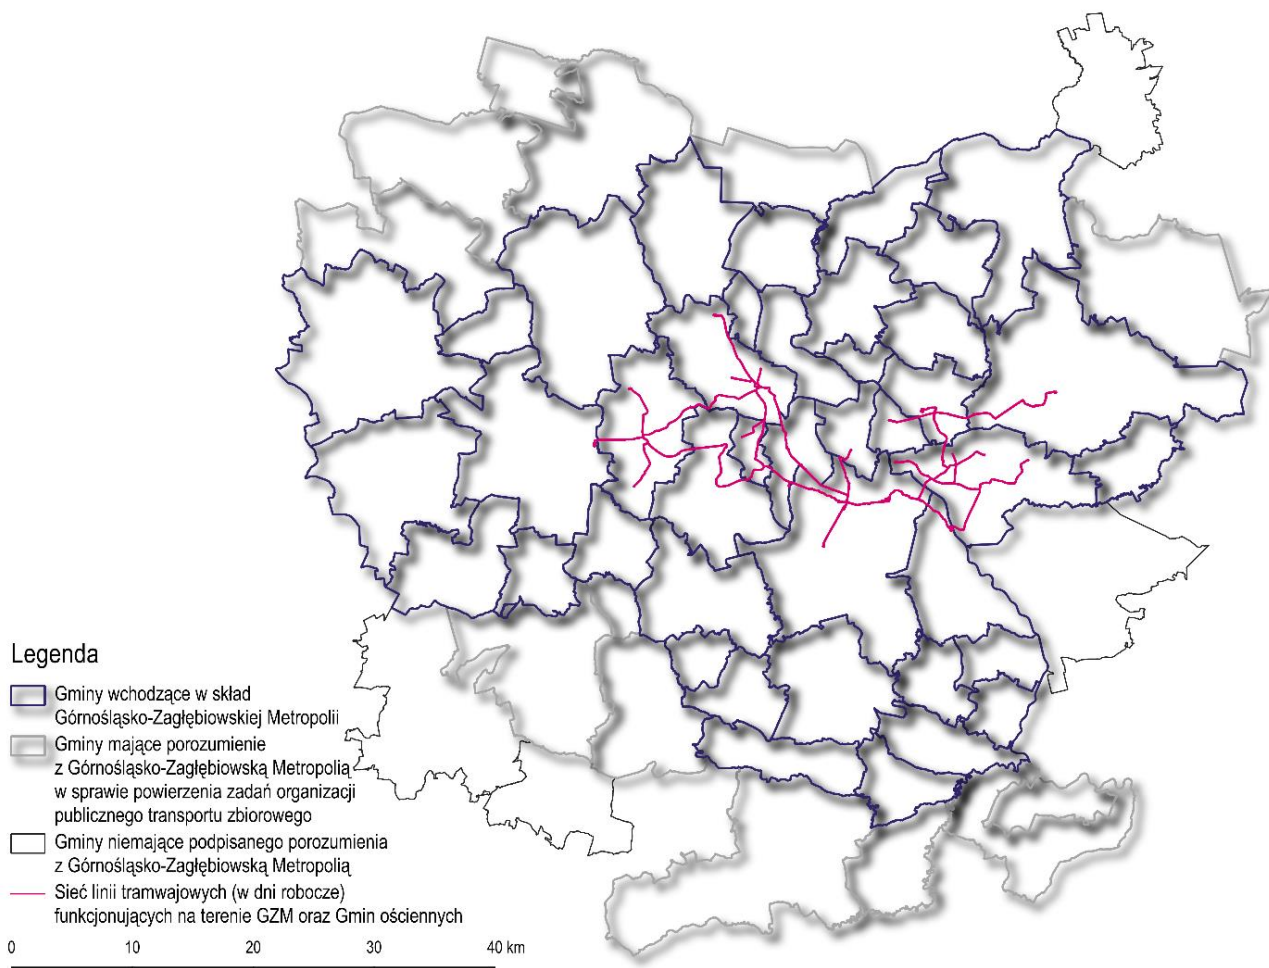 Legenda
Gminy wchodzące w skład
Górnośląsko-Zagłębiowskiej Metropolii
Gminy mające porozumienie
z Górnośląsko-Zagłębiowską Metropolią
w sprawie powierzenia zadań organizacji
publicznego transportu zbiorowego
Gminy niemające podpisanego porozumienia
z Górnośląsko-Zagłębiowską Metropolią
Sieć linii tramwajowych (w dni robocze)
funkcjonujących na terenie GZM oraz Gmin ościennych
0 10 20 30 40 km